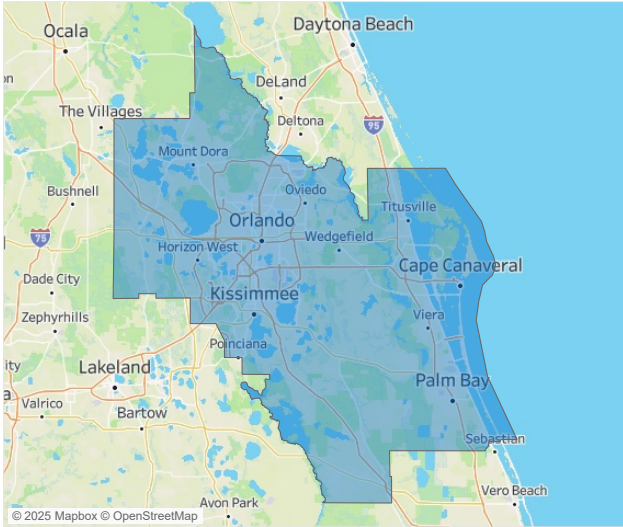 Daytona Beach
Ocala
DeLand
The Villages
Deltona
95
Mount Dora
Bushnell
Oviedo
Titusville
Orlando
75
Horizon West
Wedgefield
Cape Canaveral
Dade City
Kissimmee
Zephyrhills
Viera
Poinciana
Lakeland
Palm Bay
Valrico
Bartow
Sebastian
Avon Park
Vero Beach
© 2025 Mapbox © OpenStreetMap